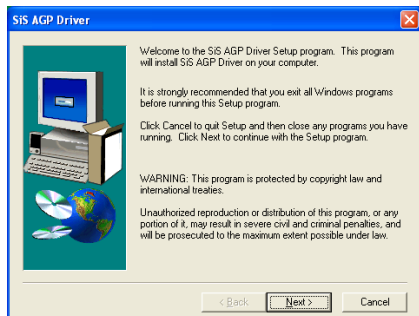 SiS AGP Driver
Welcome to the SiS AGP Driver Setup program. This program
will install SiS AGP Driver on your computer.
It is strongly recommended that you exit all Windows programs
before running this Setup program.
Click Cancel to quit Setup and then close any programs you have
running. Click Next to continue with the Setup program.
WARNING: This program is protected by copyright law and
international treaties.
Unauthorized reproduction or distribution of this program, or any
portion of it, may result in severe civil and criminal penalties, and
will be prosecuted to the maximum extent possible under law.
< Back
Next >
Cancel